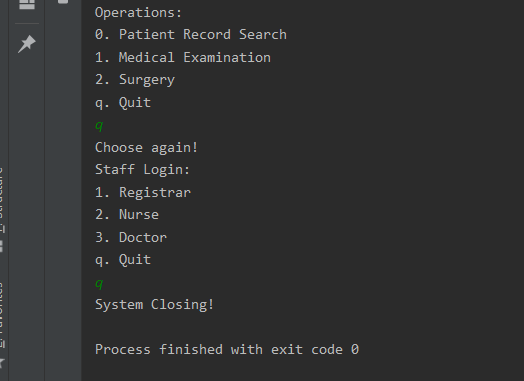 Operations:
0. Patient Record Search
1. Medical Examination
2. Surgery
q. Quit
q
Choose again!
Staff Login:
1. Registrar
2. Nurse
3. Doctor
q. Quit
q
System Closing!
Process finished with exit code 0